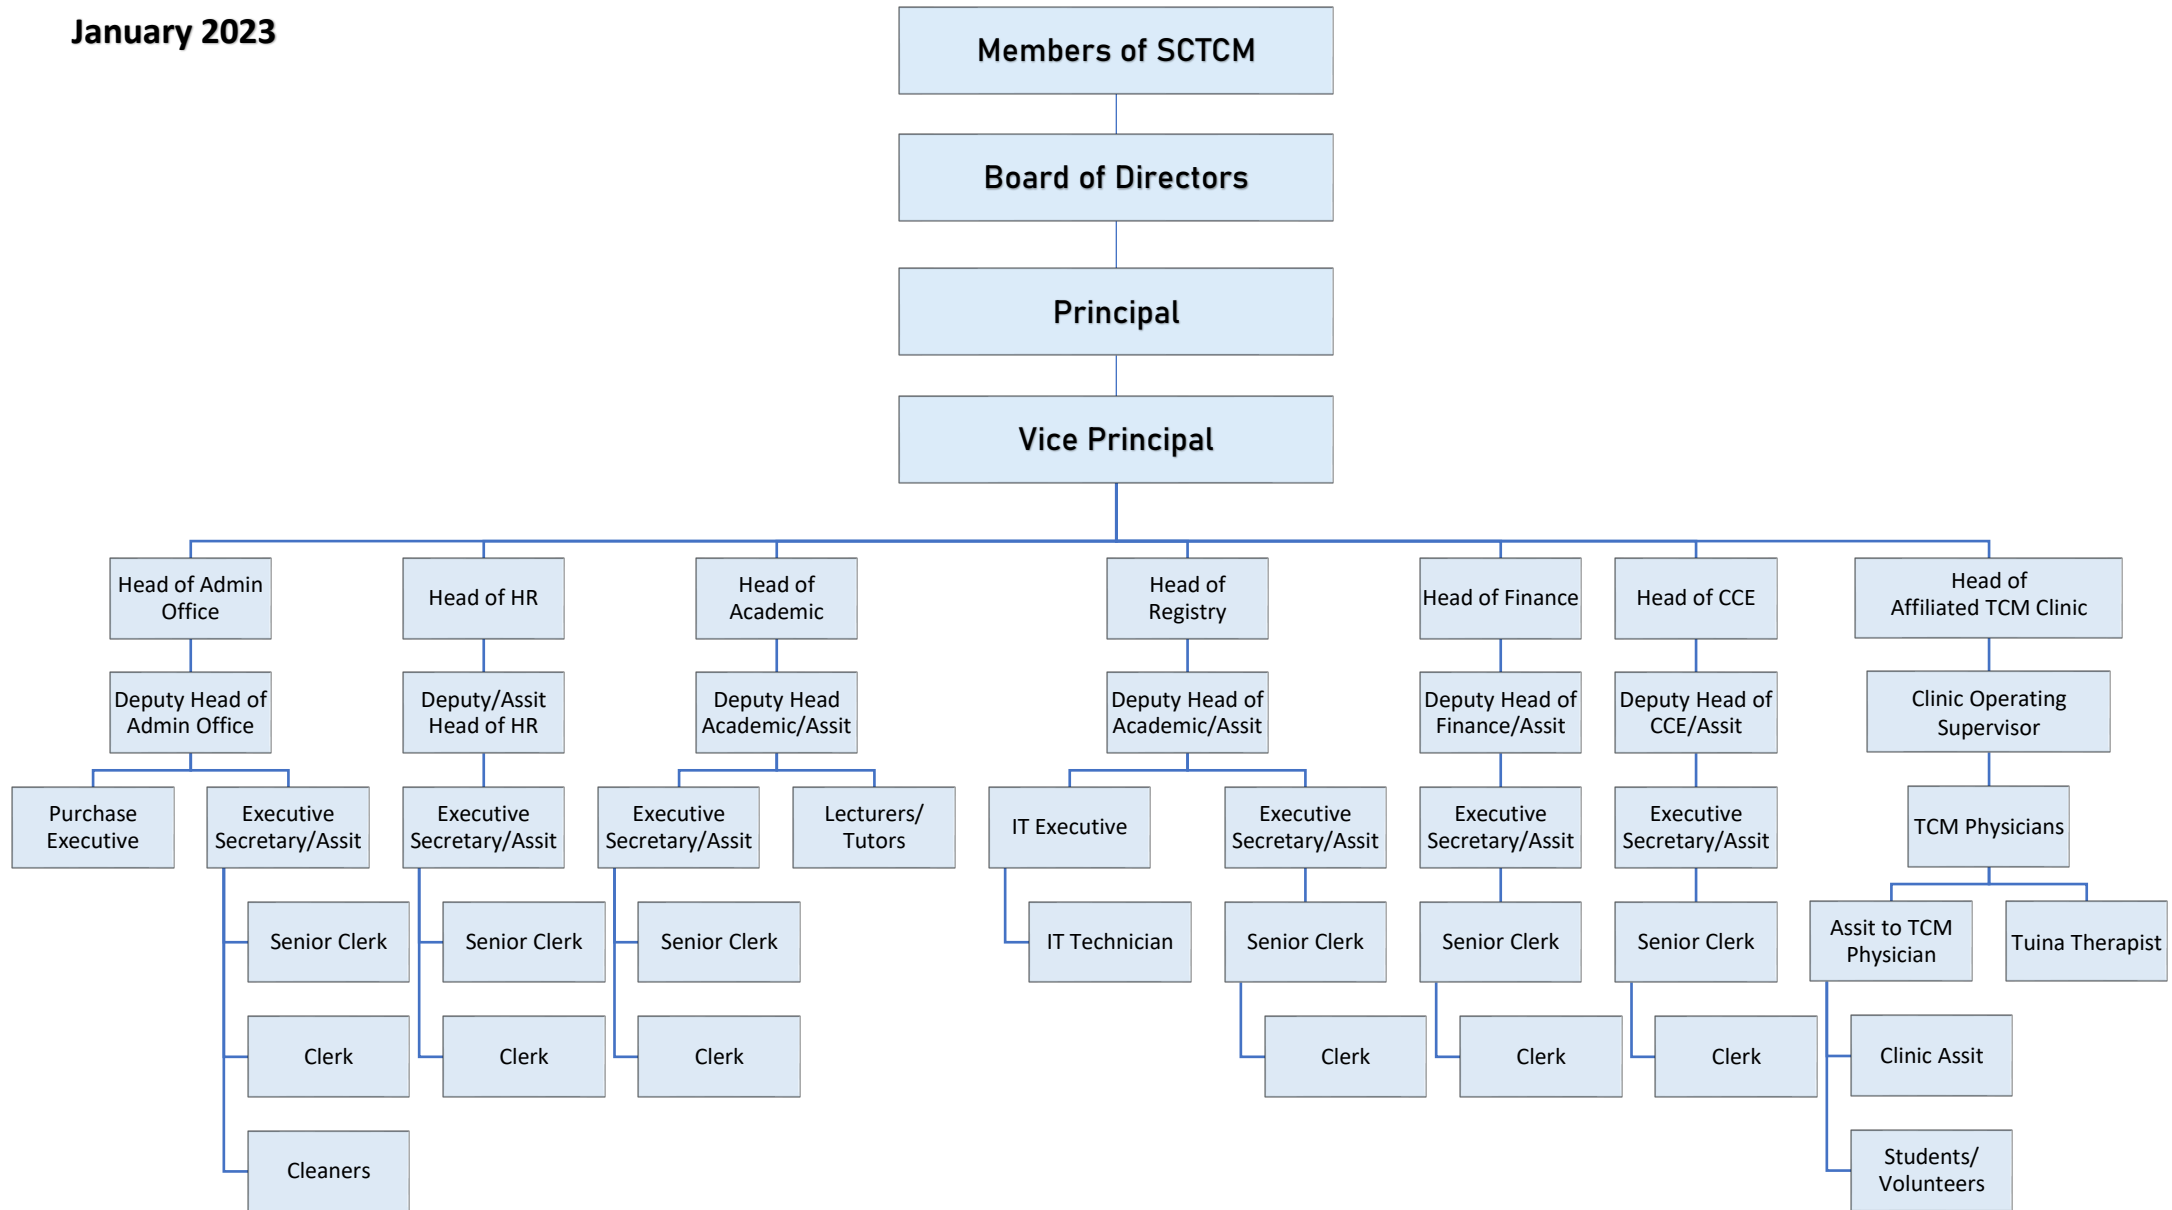 January 2023
Members of SCTCM
Board of Directors
Principal
Vice Principal
Head of Admin
Office
Head of HR
Head of
Academic
Head of
Registry
Head of Finance
Head of CCE
Head of
Affiliated TCM Clinic
Deputy Head of
Admin Office
Deputy/Assit
Head of HR
Deputy Head
Academic/Assit
Deputy Head of
Academic/Assit
Deputy Head of
Finance/Assit
Deputy Head of
CCE/Assit
Clinic Operating
Supervisor
Purchase
Executive
Executive
Secretary/Assit
Executive
Secretary/Assit
Executive
Secretary/Assit
Lecturers/
Tutors
IT Executive
Executive
Secretary/Assit
Executive
Secretary/Assit
Executive
Secretary/Assit
TCM Physicians
Senior Clerk
Senior Clerk
Senior Clerk
IT Technician
Senior Clerk
Senior Clerk
Senior Clerk
Assit to TCM
Physician
Tuina Therapist
Clerk
Clerk
Clerk
Clerk
Clerk
Clerk
Clinic Assit
Cleaners
Students/
Volunteers